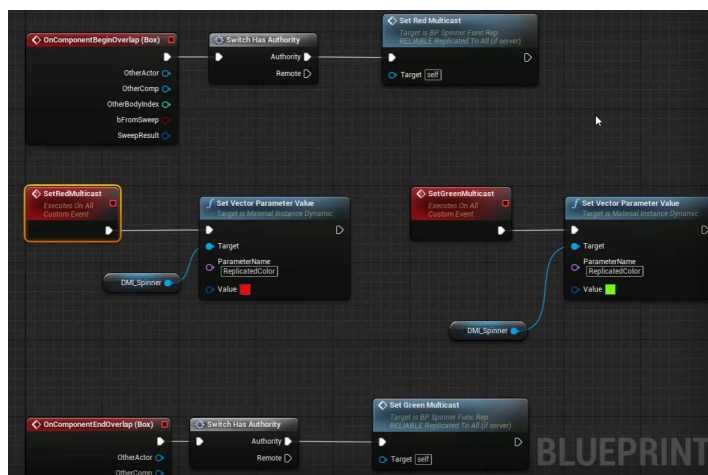 Set Red Multicast
Target is BP Spinner Func Rep
RELIABLE Replicated To All (if server)
Target self
OnComponentBeginOverlap (Box)
OtherActor
OtherComp
OtherBodyIndex
bFromSweep
SweepResult
Switch Has Authority
Authority
Remote
SetRedMulticast
Executes On All
Custom Event
Set Vector Parameter Value
Target is Material Instance Dynamic
Target
ParameterName
ReplicatedColor
Value
DMI_Spinner
SetGreenMulticast
Executes On All
Custom Event
Set Vector Parameter Value
Target is Material Instance Dynamic
Target
ParameterName
ReplicatedColor
Value
DMI_Spinner
OnComponentEndOverlap (Box)
OtherActor
OtherComp
Switch Has Authority
Authority
Remote
Set Green Multicast
Target is BP Spinner Func Rep
RELIABLE Replicated To All (if server)
Target self
BLUEPRINT